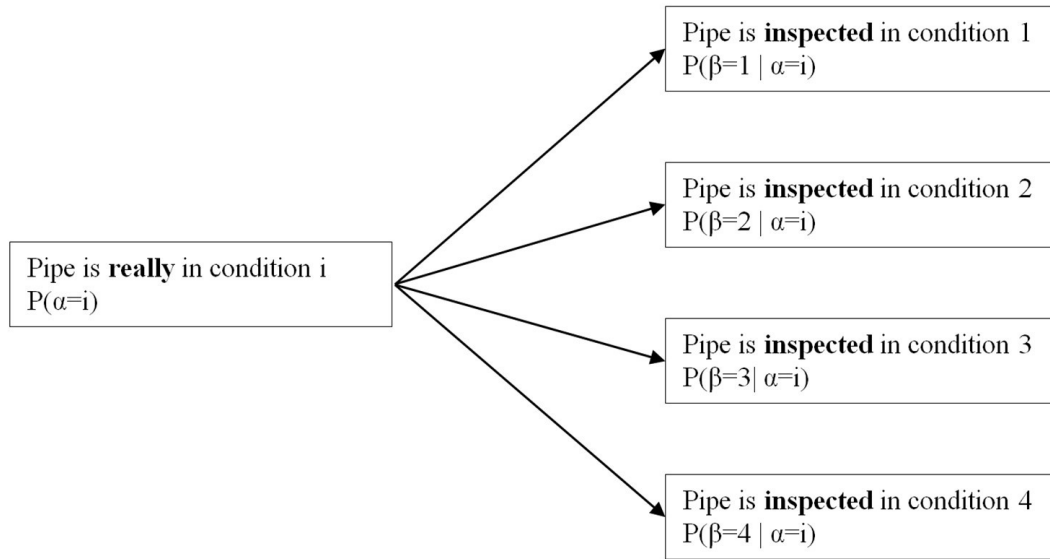 Pipe is inspected in condition 1
P(β=1 | α=i)
Pipe is inspected in condition 2
P(β=2 | α=i)
Pipe is really in condition i
P(α=i)
Pipe is inspected in condition 3
P(β=3| α=i)
Pipe is inspected in condition 4
P(β=4 | α=i)